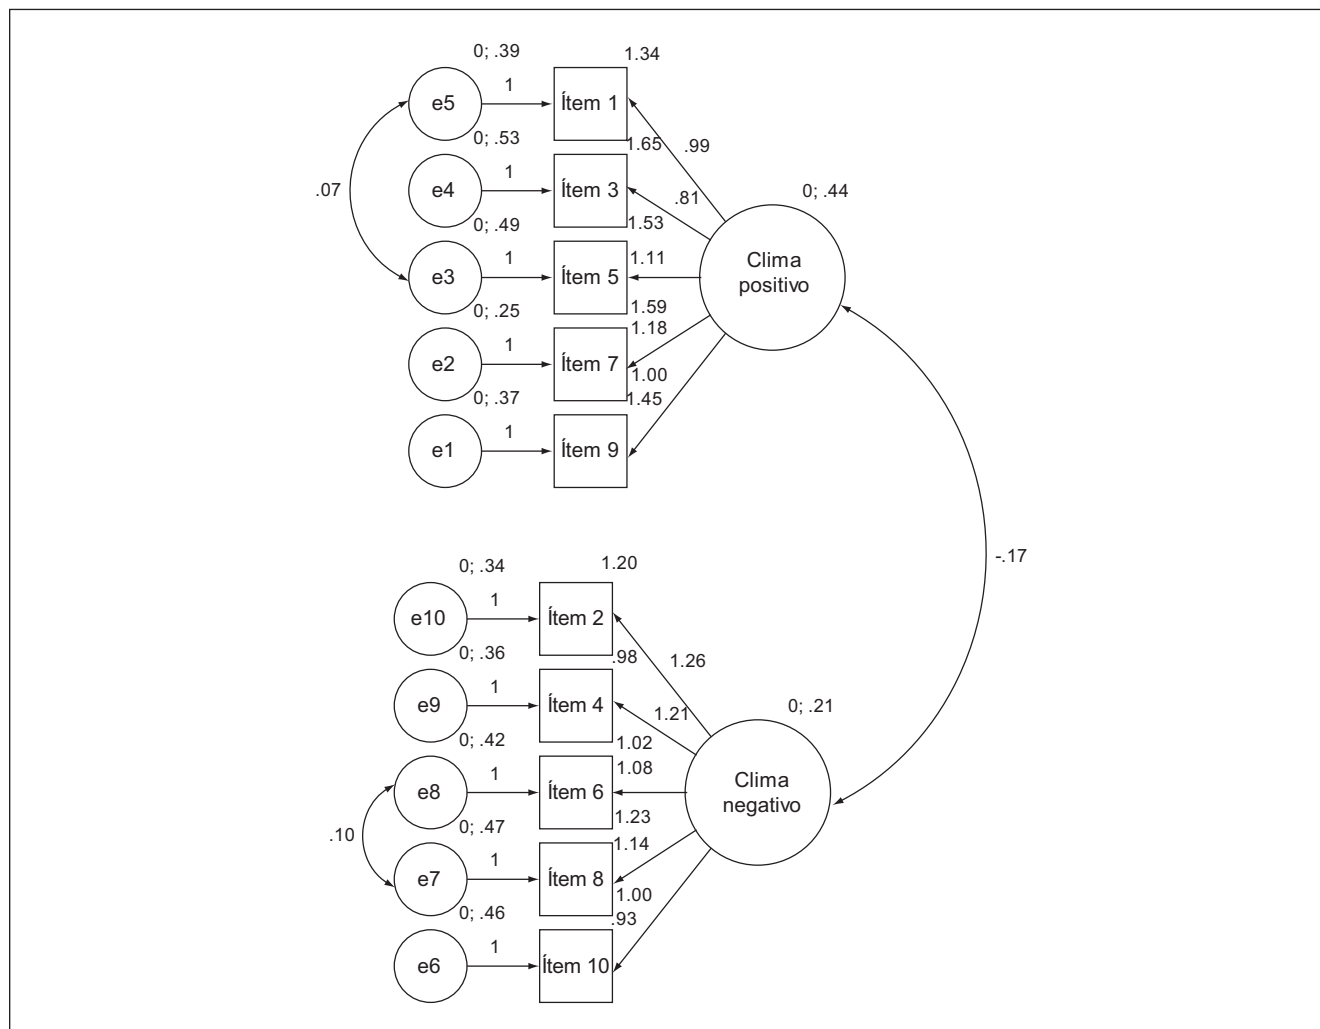 0; .39
1.34
1
e5
Ítem 1
0; .53
1.65
.99
1
.07
e4
Ítem 3
.81
0; .44
0; .49
1.53
1
1.11
Clima
positivo
e3
Ítem 5
0; .25
1.59
1.18
1
e2
Ítem 7
1.00
0; .37
1.45
1
e1
Ítem 9
-.17
0; .34
1.20
1
e10
Ítem 2
0; .36
.98
1.26
1
e9
Ítem 4
1.21
0; .21
0; .42
1.02
1
1.08
Clima
negativo
e8
Ítem 6
0; .47
1.23
.10
1.14
1
e7
Ítem 8
1.00
0; .46
.93
1
e6
Ítem 10